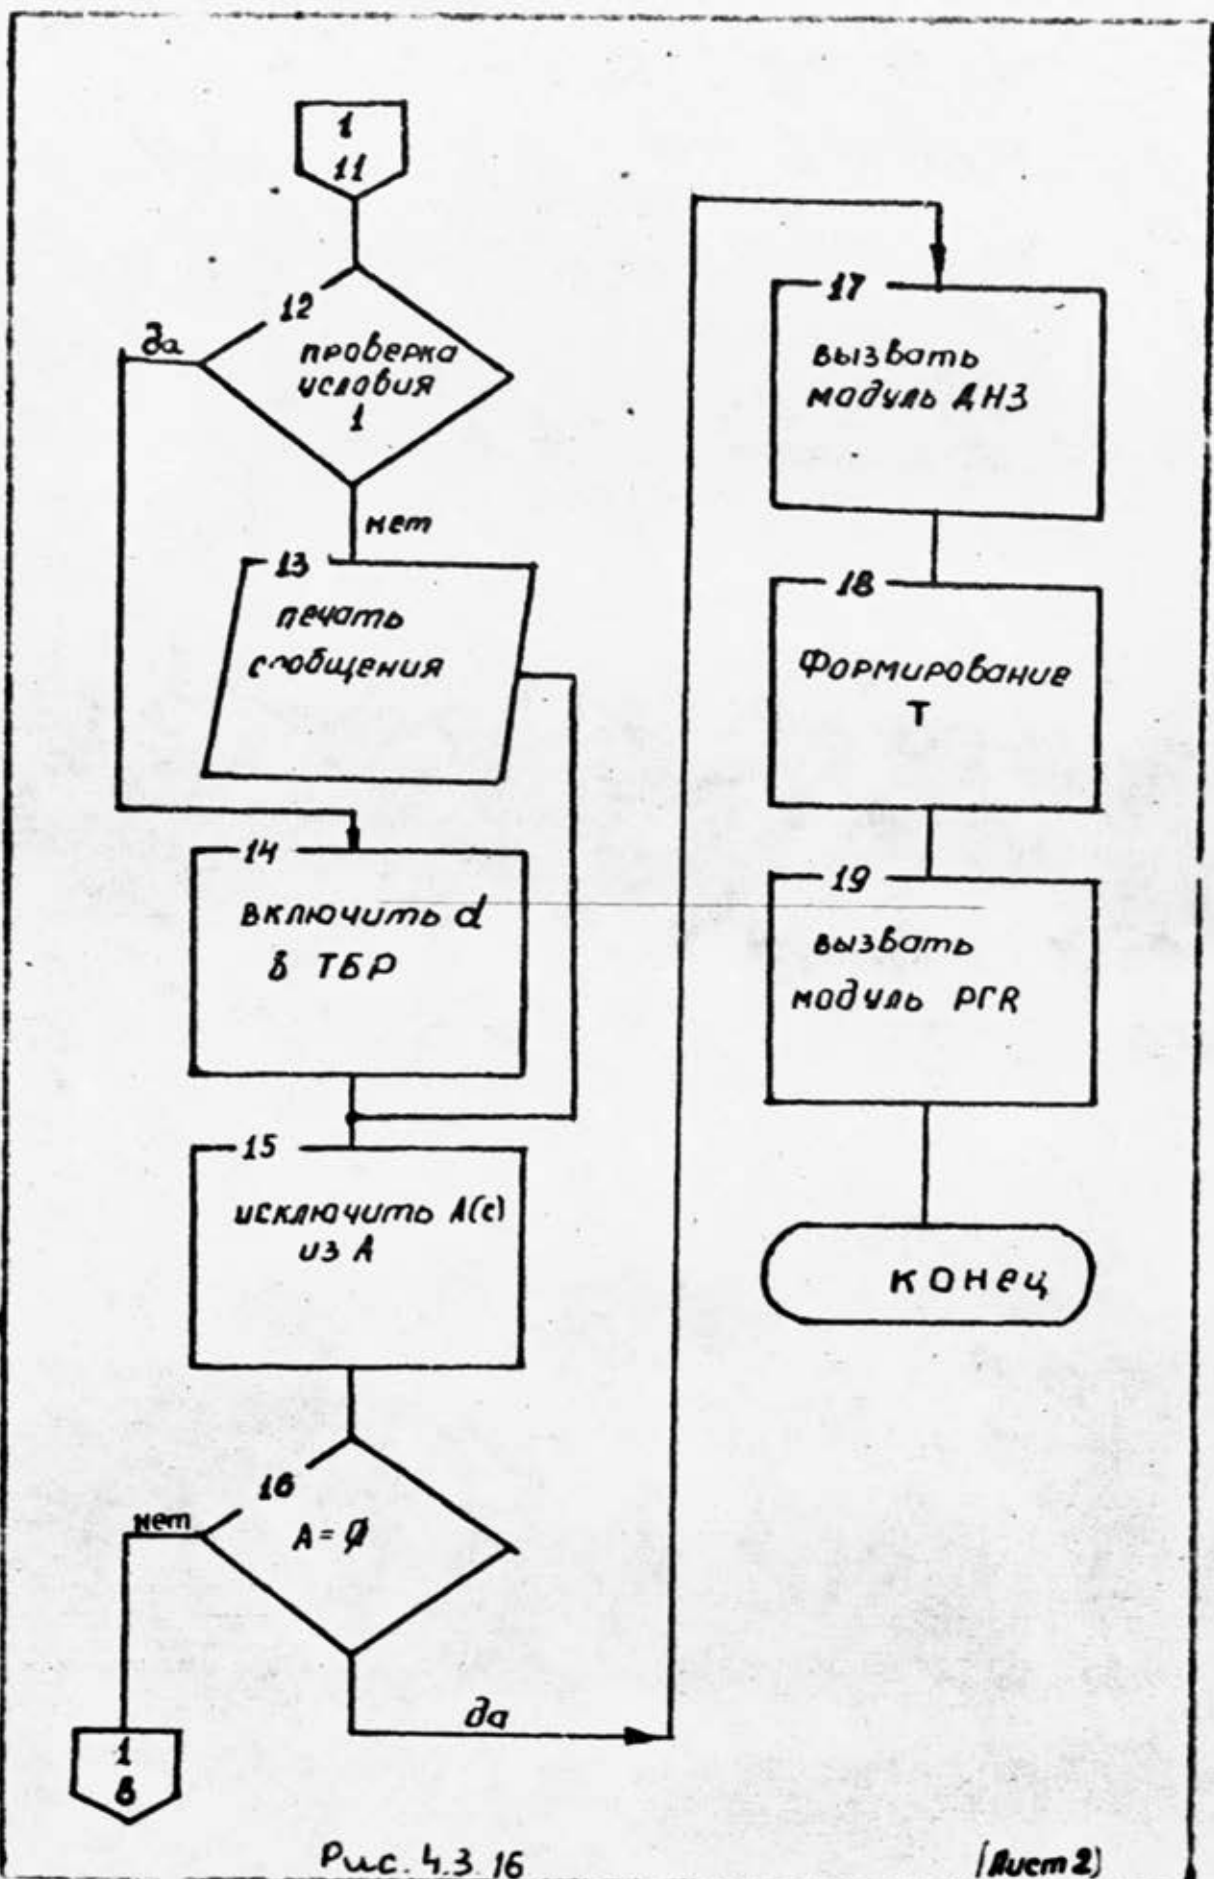 1
11
12
да
проверка
условия
1
нет
13
печать
сообщения
14
включить d
в ТБР
15
исключить A(c)
из A
16
A = ∅
нет
да
1
8
17
вызвать
модуль ДНЗ
18
Формирование
T
19
вызвать
модуль РГR
конец
Рис. 4.3.16
(Лист 2)